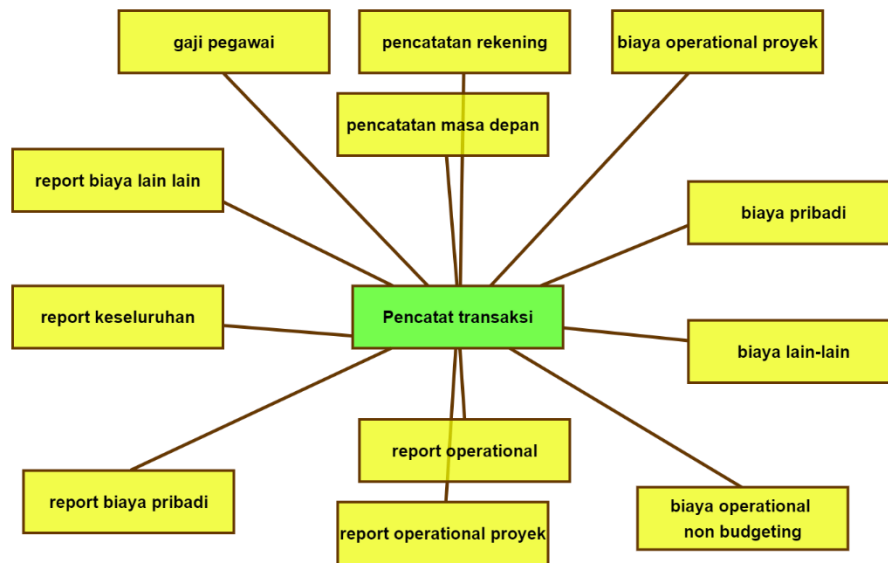 gaji pegawai
pencatatan rekening
biaya operational proyek
pencatatan masa depan
report biaya lain lain
biaya pribadi
report keseluruhan
Pencatat transaksi
biaya lain-lain
report operational
report biaya pribadi
biaya operational
non budgeting
report operational proyek